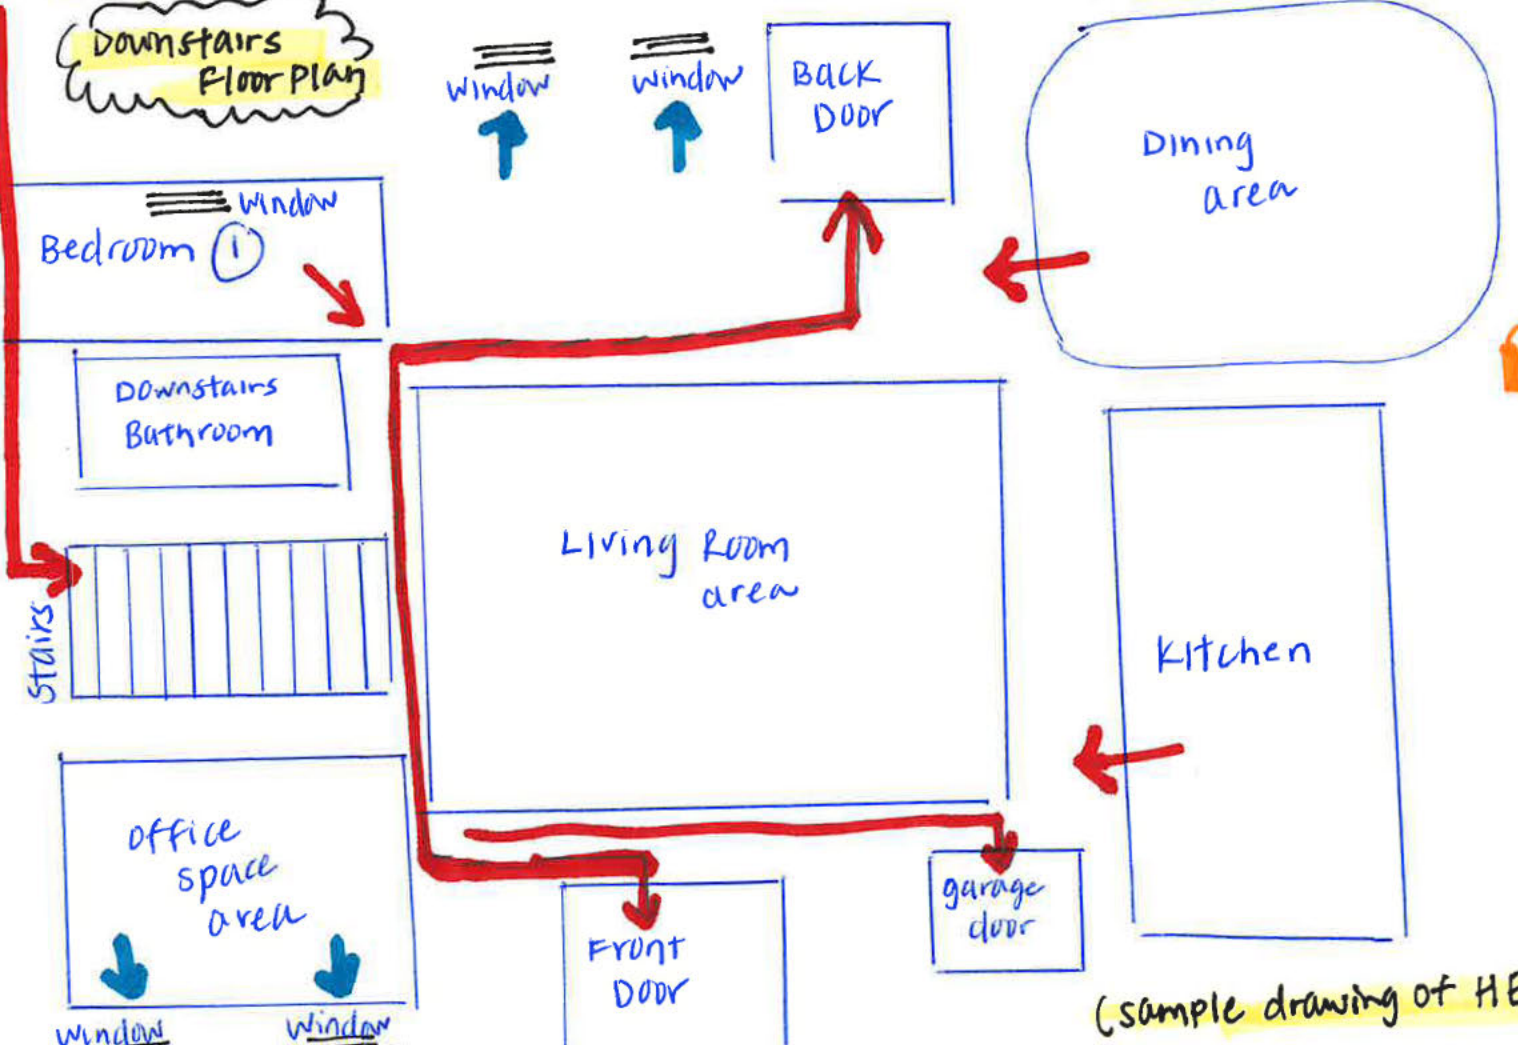 Downstairs
Floor Plan
Window
Window
Back
Door
Dining
area
Window
Bedroom 1
Downstairs
Bathroom
Living Room
area
Stairs
Kitchen
Office
space
area
garage
door
Front
Door
Window
Window
(sample drawing of HE